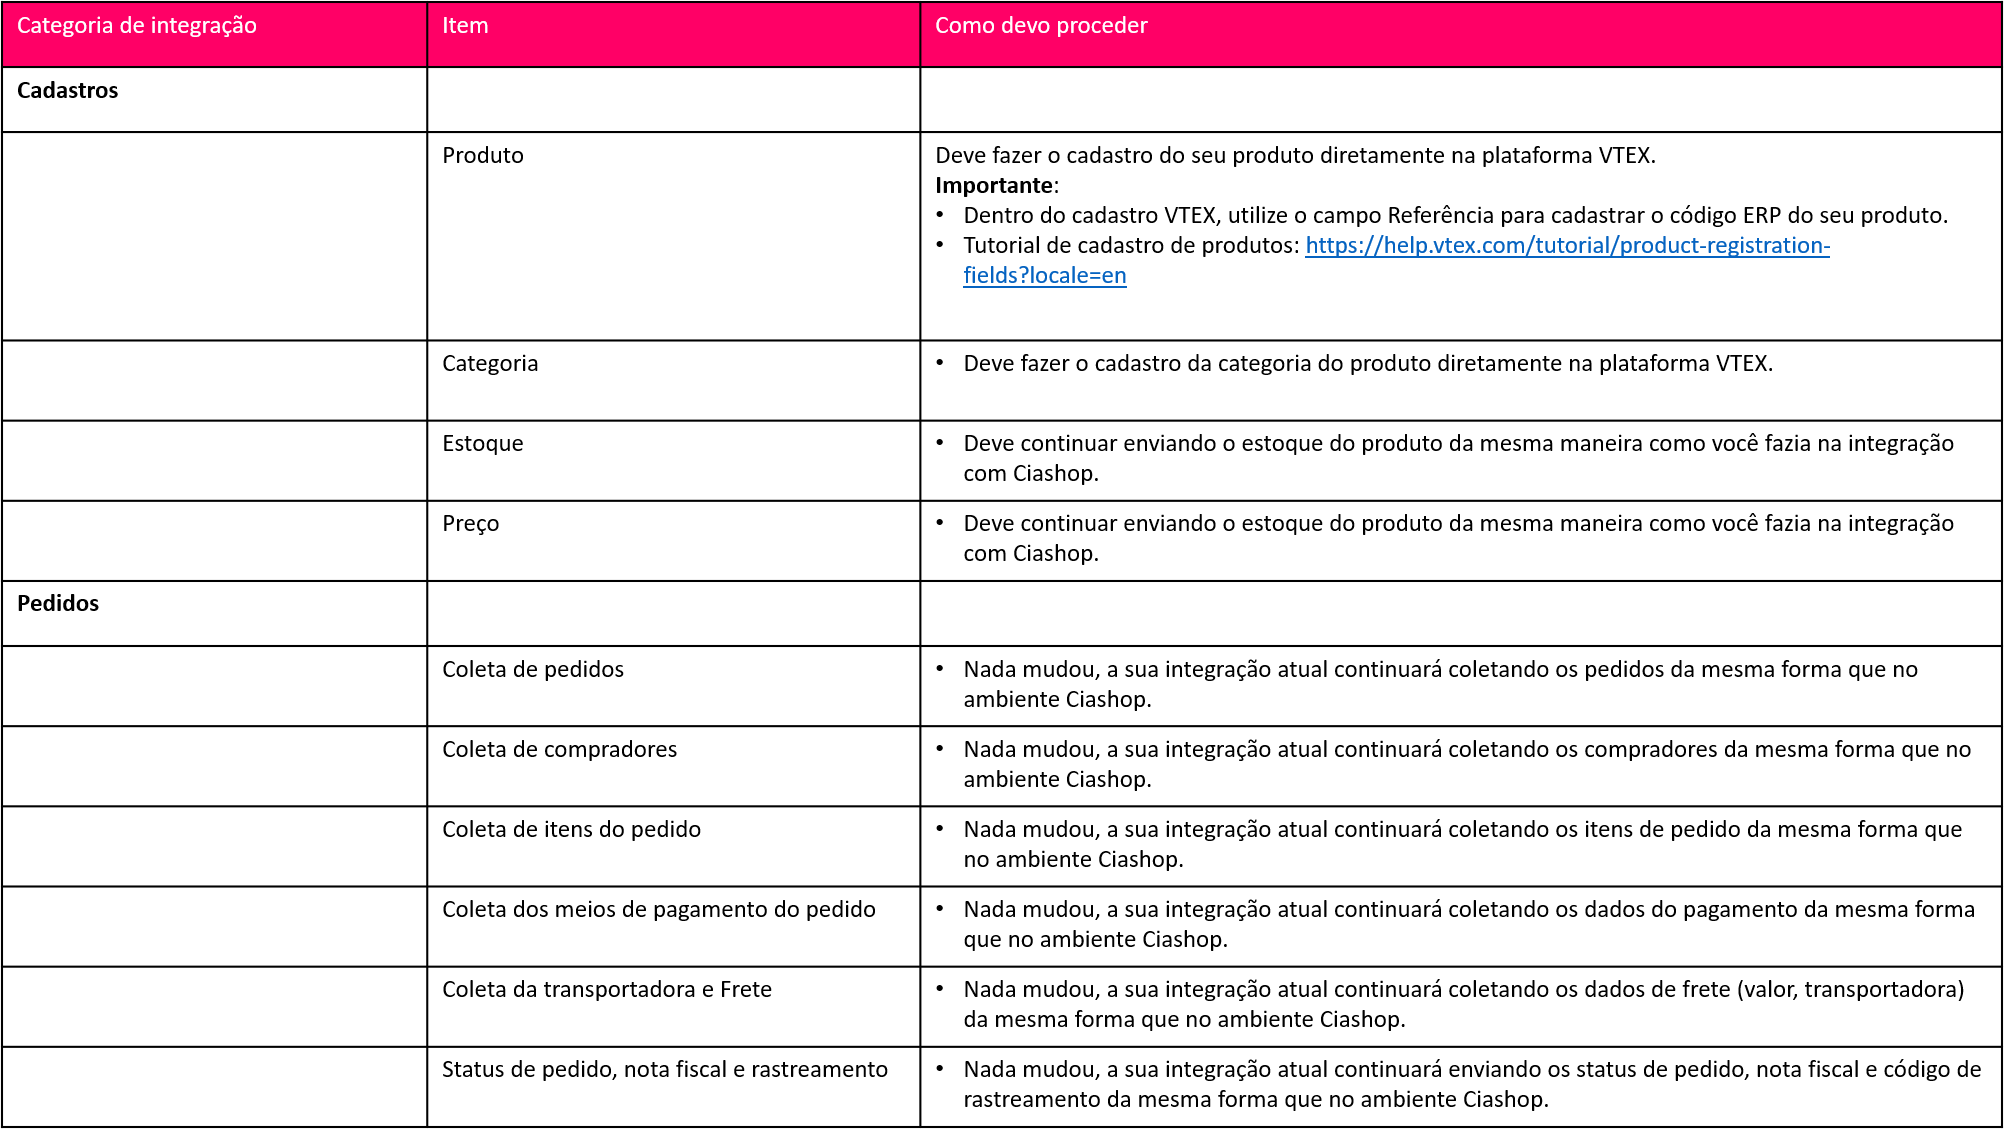 Categoria de integração
Item
Como devo proceder
Cadastros
Produto
Deve fazer o cadastro do seu produto diretamente na plataforma VTEX.
Importante:
• Dentro do cadastro VTEX, utilize o campo Referência para cadastrar o código ERP do seu produto.
• Tutorial de cadastro de produtos: https://help.vtex.com/tutorial/product-registration-
fields?locale=en
Categoria
• Deve fazer o cadastro da categoria do produto diretamente na plataforma VTEX.
Estoque
• Deve continuar enviando o estoque do produto da mesma maneira como você fazia na integração
com Ciashop.
Preço
• Deve continuar enviando o estoque do produto da mesma maneira como você fazia na integração
com Ciashop.
Pedidos
Coleta de pedidos
• Nada mudou, a sua integração atual continuará coletando os pedidos da mesma forma que no
ambiente Ciashop.
Coleta de compradores
• Nada mudou, a sua integração atual continuará coletando os compradores da mesma forma que no
ambiente Ciashop.
Coleta de itens do pedido
• Nada mudou, a sua integração atual continuará coletando os itens de pedido da mesma forma que
no ambiente Ciashop.
Coleta dos meios de pagamento do pedido
• Nada mudou, a sua integração atual continuará coletando os dados do pagamento da mesma forma
que no ambiente Ciashop.
Coleta da transportadora e Frete
• Nada mudou, a sua integração atual continuará coletando os dados de frete (valor, transportadora)
da mesma forma que no ambiente Ciashop.
Status de pedido, nota fiscal e rastreamento
• Nada mudou, a sua integração atual continuará enviando os status de pedido, nota fiscal e código de
rastreamento da mesma forma que no ambiente Ciashop.